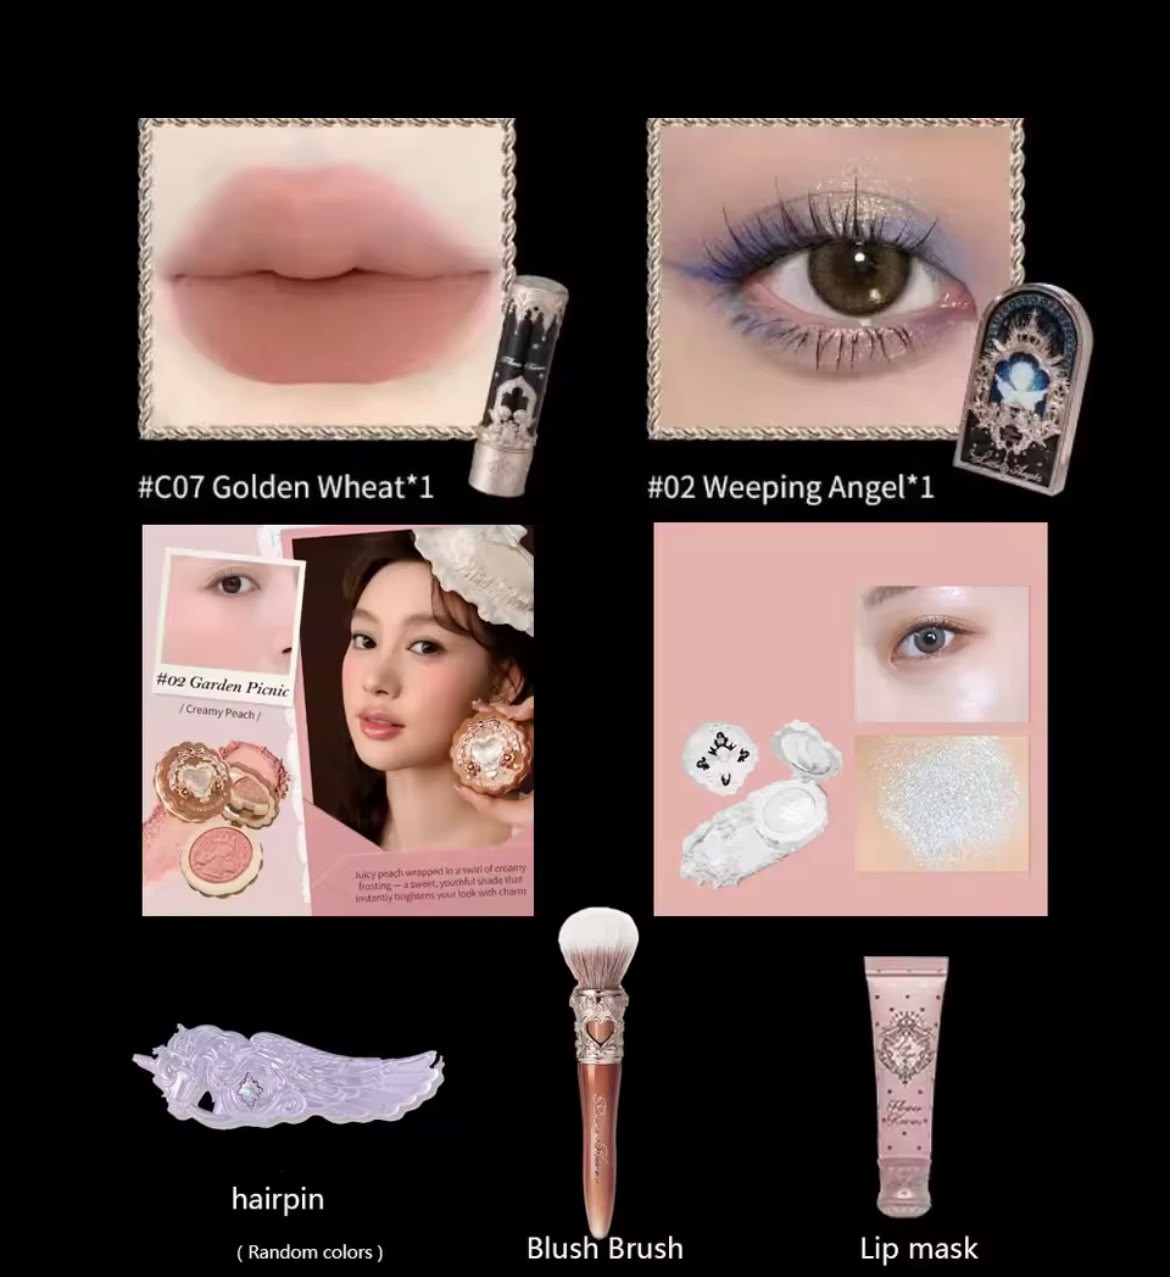 #C07 Golden Wheat*1
#02 Weeping Angel*1
#02 Garden Picnic
/ Creamy Peach /
Juicy peach wrapped in a swirl of creamy
frosting — a sweet, youthful shade that
instantly brightens your look with charm
Flower
Knows
hairpin
( Random colors )
Blush Brush
Lip mask